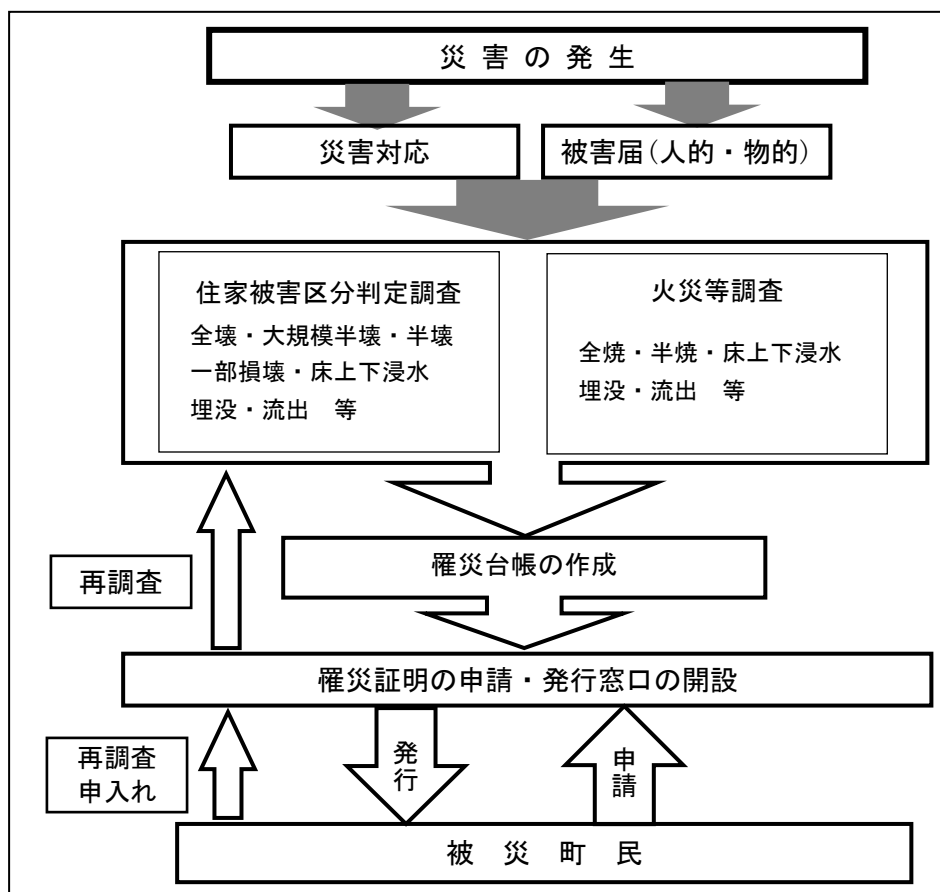 災害の発生
災害対応
被害届(人的・物的)
住家被害区分判定調査
全壊・大規模半壊・半壊
一部損壊・床上下浸水
埋没・流出　等
火災等調査
全焼・半焼・床上下浸水
埋没・流出　等
罹災台帳の作成
再調査
罹災証明の申請・発行窓口の開設
再調査
申入れ
発行
申請
被災町民